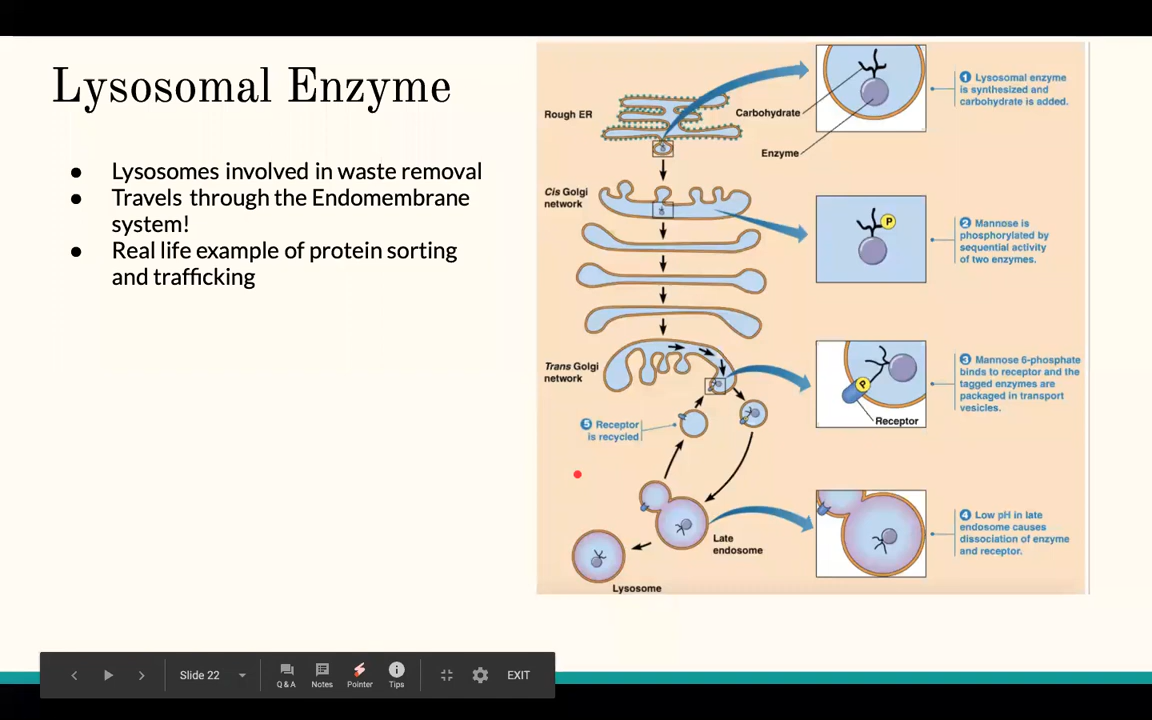 Lysosomal Enzyme
● Lysosomes involved in waste removal
● Travels through the Endomembrane
system!
● Real life example of protein sorting
and trafficking
Rough ER
Carbohydrate
Enzyme
1 Lysosomal enzyme
is synthesized and
carbohydrate is added.
Cis Golgi
network
P
2 Mannose is
phosphorylated by
sequential activity
of two enzymes.
Trans Golgi
network
P
Receptor
3 Mannose 6-phosphate
binds to receptor and the
tagged enzymes are
packaged in transport
vesicles.
5 Receptor
is recycled
Late
endosome
Lysosome
4 Low pH in late
endosome causes
dissociation of enzyme
and receptor.
Slide 22
Q & A
Notes
Pointer
Tips
EXIT